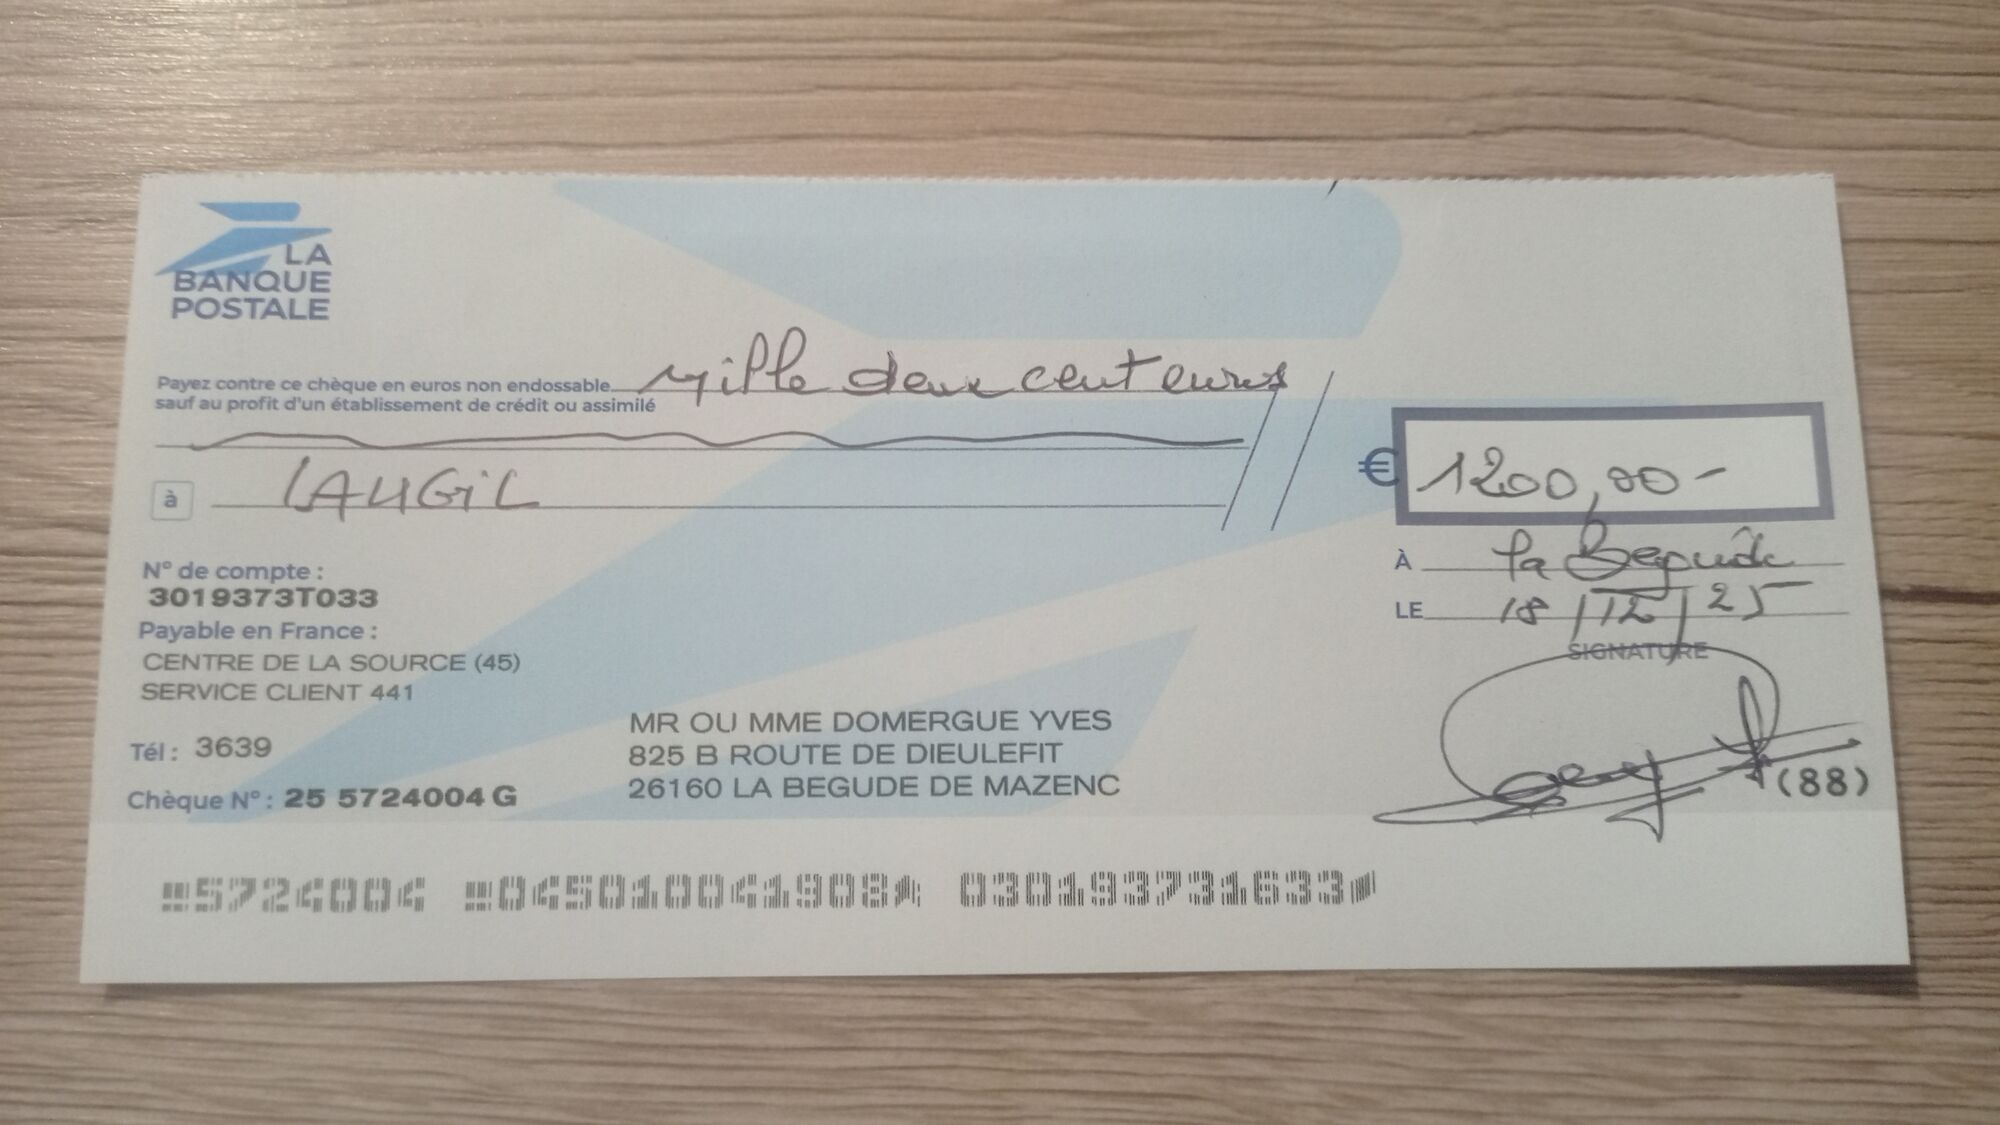 LA
BANQUE
POSTALE
Payez contre ce chèque en euros non endossable
sauf au profit d'un établissement de crédit ou assimilé
Mille deux cent euros
€ 1200,00-
à LAUGIL
À La Begude
LE 18/12/25
SIGNATURE
N° de compte :
3019373T033
Payable en France :
CENTRE DE LA SOURCE (45)
SERVICE CLIENT 441
Tél : 3639
Chèque N° : 25 5724004 G
MR OU MME DOMERGUE YVES
825 B ROUTE DE DIEULEFIT
26160 LA BEGUDE DE MAZENC
(88)
5724004 045010041908 030193731633